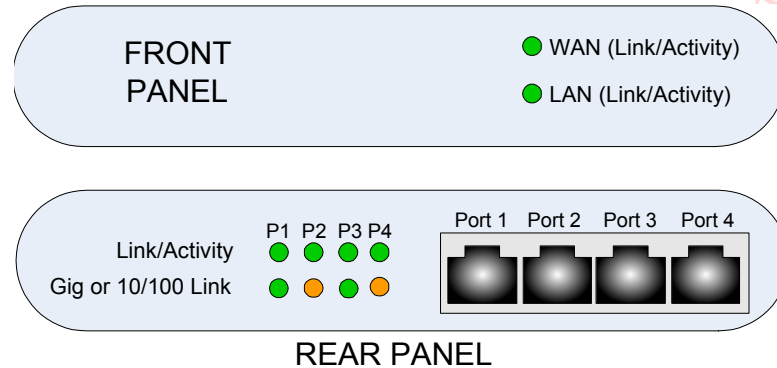 FRONT
PANEL
WAN (Link/Activity)
LAN (Link/Activity)
P1 P2 P3 P4
Port 1 Port 2 Port 3 Port 4
Link/Activity
Gig or 10/100 Link
REAR PANEL